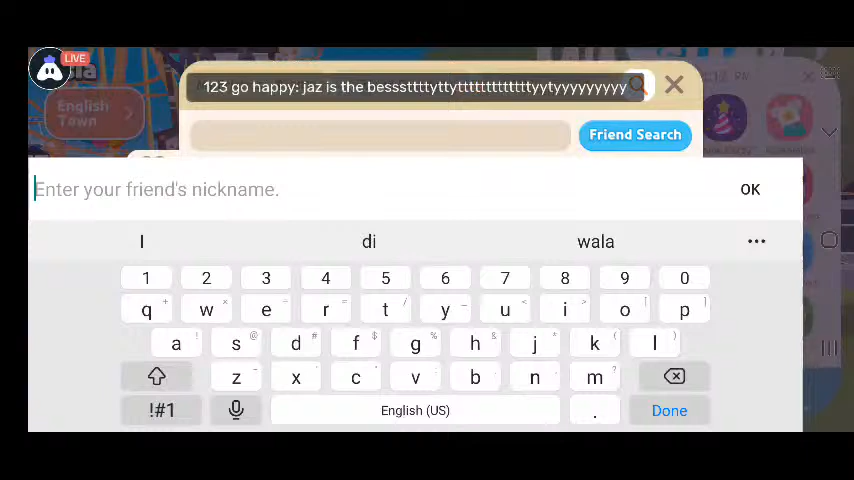 LIVE
123 go happy: jaz is the besssttttyttyttttttttttttyytyyyyyyyyy
English
Town
Friend Search
Enter your friend's nickname.
OK
I di wala
1 2 3 4 5 6 7 8 9 0
q w e r t y u i o p
a s d f g h j k l
z x c v b n m
!#1 English (US) . Done